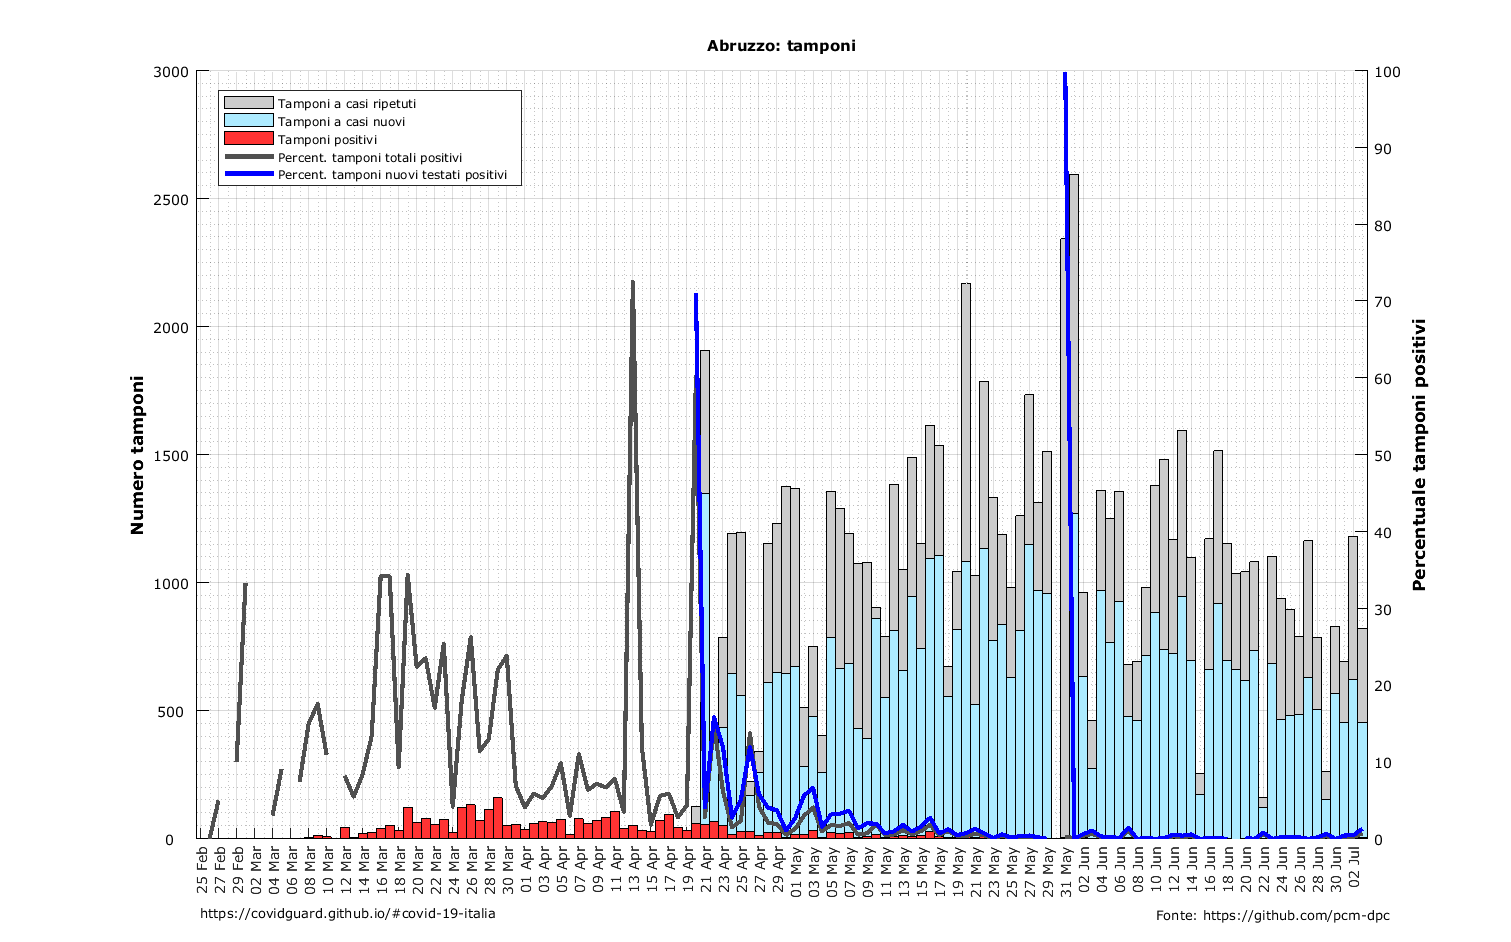 Abruzzo: tamponi
Tamponi a casi ripetuti
Tamponi a casi nuovi
Tamponi positivi
Percent. tamponi totali positivi
Percent. tamponi nuovi testati positivi
Numero tamponi
3000
2500
2000
1500
1000
500
0
Percentuale tamponi positivi
100
90
80
70
60
50
40
30
20
10
0
25 Feb
27 Feb
29 Feb
02 Mar
04 Mar
06 Mar
08 Mar
10 Mar
12 Mar
14 Mar
16 Mar
18 Mar
20 Mar
22 Mar
24 Mar
26 Mar
28 Mar
30 Mar
01 Apr
03 Apr
05 Apr
07 Apr
09 Apr
11 Apr
13 Apr
15 Apr
17 Apr
19 Apr
21 Apr
23 Apr
25 Apr
27 Apr
29 Apr
01 May
03 May
05 May
07 May
09 May
11 May
13 May
15 May
17 May
19 May
21 May
23 May
25 May
27 May
29 May
31 May
02 Jun
04 Jun
06 Jun
08 Jun
10 Jun
12 Jun
14 Jun
16 Jun
18 Jun
20 Jun
22 Jun
24 Jun
26 Jun
28 Jun
30 Jun
02 Jul
https://covidguard.github.io/#covid-19-italia
Fonte: https://github.com/pcm-dpc